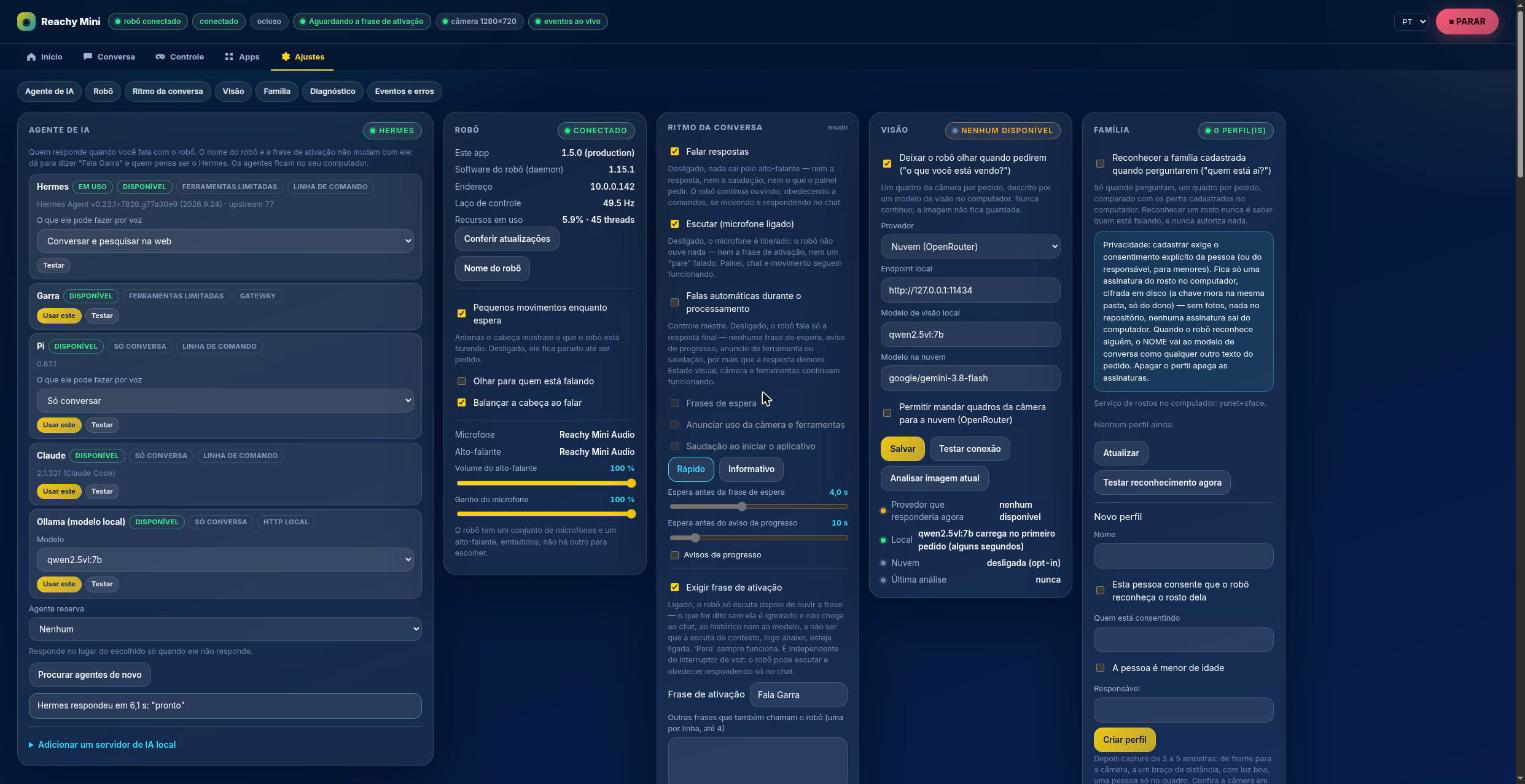 Reachy Mini
robô conectado
conectado
ocioso
Aguardando a frase de ativação
câmera 1280×720
eventos ao vivo
PT
PARAR
Início
Conversa
Controle
Apps
Ajustes
Agente de IA
Robô
Ritmo da conversa
Visão
Família
Diagnóstico
Eventos e erros
AGENTE DE IA
HERMES
Quem responde quando você fala com o robô. O nome do robô e a frase de ativação não mudam com ele:
dá para dizer "Fala Garra" e quem pensa ser o Hermes. Os agentes ficam no seu computador.
Hermes EM USO DISPONÍVEL FERRAMENTAS LIMITADAS LINHA DE COMANDO
Hermes Agent v0.23.1+7828.g77a30e9 (2026.9.24) · upstream 77
O que ele pode fazer por voz
Conversar e pesquisar na web
Testar
Garra DISPONÍVEL FERRAMENTAS LIMITADAS GATEWAY
Usar este
Testar
Pi DISPONÍVEL SÓ CONVERSA LINHA DE COMANDO
0.87.1
O que ele pode fazer por voz
Só conversar
Usar este
Testar
Claude DISPONÍVEL SÓ CONVERSA LINHA DE COMANDO
2.1.331 (Claude Code)
Usar este
Testar
Ollama (modelo local) DISPONÍVEL SÓ CONVERSA HTTP LOCAL
Modelo
qwen2.5vl:7b
Usar este
Testar
Agente reserva
Nenhum
Responde no lugar do escolhido só quando ele não responde.
Procurar agentes de novo
Hermes respondeu em 6,1 s: "pronto"
Adicionar um servidor de IA local
ROBÔ
CONECTADO
Este app 1.5.0 (production)
Software do robô (daemon) 1.15.1
Endereço 10.0.0.142
Laço de controle 49.5 Hz
Recursos em uso 5.9% · 45 threads
Conferir atualizações
Nome do robô
Pequenos movimentos enquanto
espera
Antenas e cabeça mostram o que o robô está
fazendo. Desligado, ele fica parado até ser
pedido.
Olhar para quem está falando
Balançar a cabeça ao falar
Microfone Reachy Mini Audio
Alto-falante Reachy Mini Audio
Volume do alto-falante 100 %
Ganho do microfone 100 %
O robô tem um conjunto de microfones e um
alto-falante, embutidos; não há outro para
escolher.
RITMO DA CONVERSA
mudo
Falar respostas
Desligado, nada sai pelo alto-falante — nem a
resposta, nem a saudação, nem o que o painel
pedir. O robô continua ouvindo, obedecendo a
comandos, se movendo e respondendo no chat.
Escutar (microfone ligado)
Desligado, o microfone é liberado: o robô não
ouve nada — nem a frase de ativação, nem um
"pare" falado. Painel, chat e movimento seguem
funcionando.
Falas automáticas durante o
processamento
Controle mestre. Desligado, o robô fala só a
resposta final — nenhuma frase de espera, aviso
de progresso, anúncio de ferramenta ou
saudação, por mais que a resposta demore.
Estado visual, câmera e ferramentas continuam
funcionando.
Frases de espera
Anunciar uso da câmera e ferramentas
Saudação ao iniciar o aplicativo
Rápido
Informativo
Espera antes da frase de espera 4,0 s
Espera antes do aviso de progresso 10 s
Avisos de progresso
Exigir frase de ativação
Ligado, o robô só escuta depois de ouvir a frase
— o que for dito sem ela é ignorado e não chega
ao chat, ao histórico nem ao modelo, a não ser
que a escuta de contexto, logo abaixo, esteja
ligada. 'Pare' sempre funciona. É independente
do interruptor de voz: o robô pode escutar e
obedecer respondendo só no chat.
Frase de ativação Fala Garra
Outras frases que também chamam o robô (uma
por linha, até 4)
VISÃO
NENHUM DISPONÍVEL
Deixar o robô olhar quando pedirem
("o que você está vendo?")
Um quadro da câmera por pedido, descrito por
um modelo da visão no computador. Nunca
contínuo; a imagem não fica guardada.
Provedor
Nuvem (OpenRouter)
Endpoint local
http://127.0.0.1:11434
Modelo de visão local
qwen2.5vl:7b
Modelo na nuvem
google/gemini-3.8-flash
Permitir mandar quadros da câmera
para a nuvem (OpenRouter)
Salvar
Testar conexão
Analisar imagem atual
Provedor que nenhum
responderia agora disponível
Local qwen2.5vl:7b carrega no primeiro
pedido (alguns segundos)
Nuvem desligada (opt-in)
Última análise nunca
FAMÍLIA
0 PERFIL(IS)
Reconhecer a família cadastrada
quando perguntarem ("quem está aí?")
Só quando perguntam, um quadro por pedido,
comparado com os perfis cadastrados no
computador. Reconhecer um rosto nunca é saber
quem está falando, e nunca autoriza nada.
Privacidade: cadastrar exige o
consentimento explícito da pessoa (ou do
responsável, para menores). Fica só uma
assinatura do rosto no computador,
cifrada em disco (a chave mora na mesma
pasta, só do dono) — sem fotos, nada no
repositório, nenhuma assinatura sai do
computador. Quando o robô reconhece
alguém, o NOME vai ao modelo de
conversa como qualquer outro texto do
pedido. Apagar o perfil apaga as
assinaturas.
Serviço de rostos no computador: yunet+sface.
Nenhum perfil ainda.
Atualizar
Testar reconhecimento agora
Novo perfil
Nome
Esta pessoa consente que o robô
reconheça o rosto dela
Quem está consentindo
A pessoa é menor de idade
Responsável
Criar perfil
Depois capture de 3 a 5 amostras: de frente para
a câmera, a um braço de distância, com luz boa,
uma pessoa só no quadro. Confira a câmera em